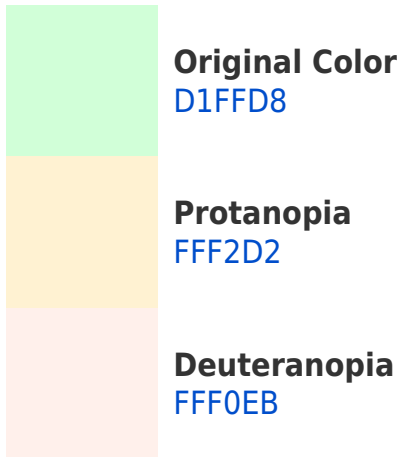 Original Color
D1FFD8
Protanopia
FFF2D2
Deuteranopia
FFF0EB